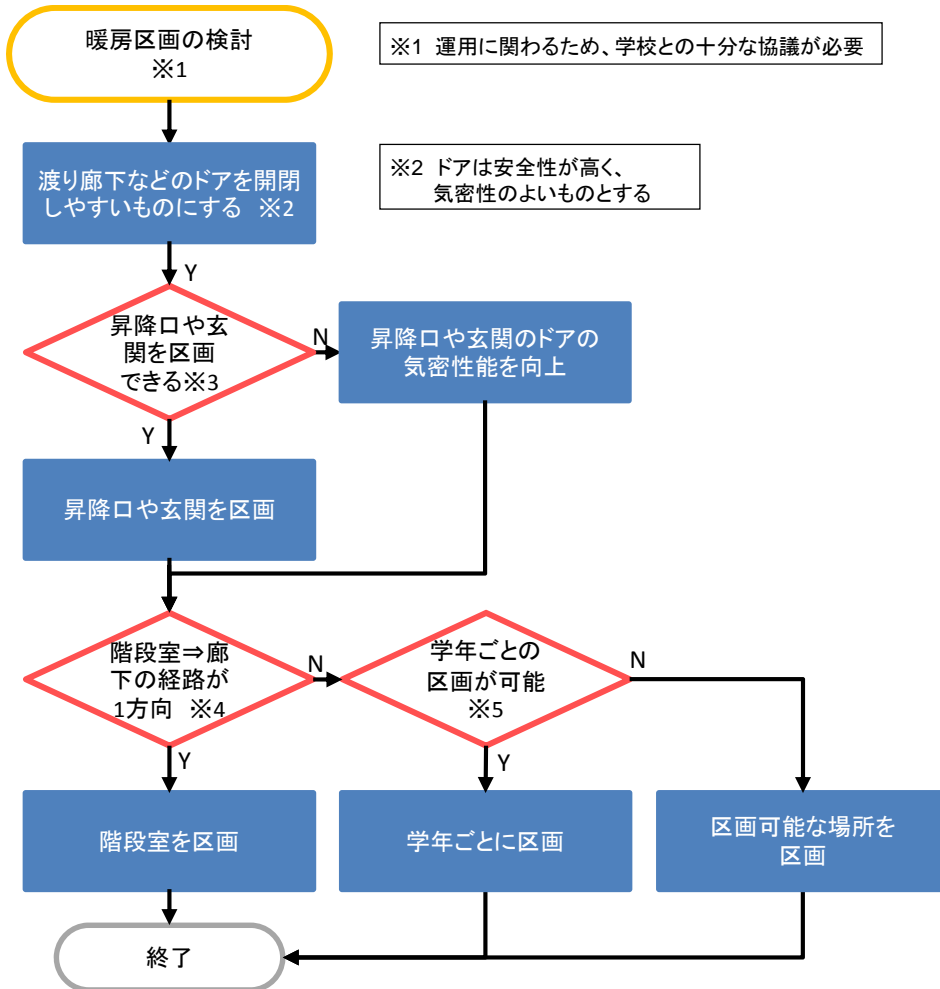 暖房区画の検討
※1
※1 運用に関わるため、学校との十分な協議が必要
渡り廊下などのドアを開閉
しやすいものにする ※2
※2 ドアは安全性が高く、
気密性のよいものとする
Y
昇降口や玄
関を区画
できる※3
N
昇降口や玄関のドアの
気密性能を向上
Y
昇降口や玄関を区画
階段室⇒廊
下の経路が
1方向 ※4
N
学年ごとの
区画が可能
※5
N
Y
Y
階段室を区画
学年ごとに区画
区画可能な場所を
区画
終了